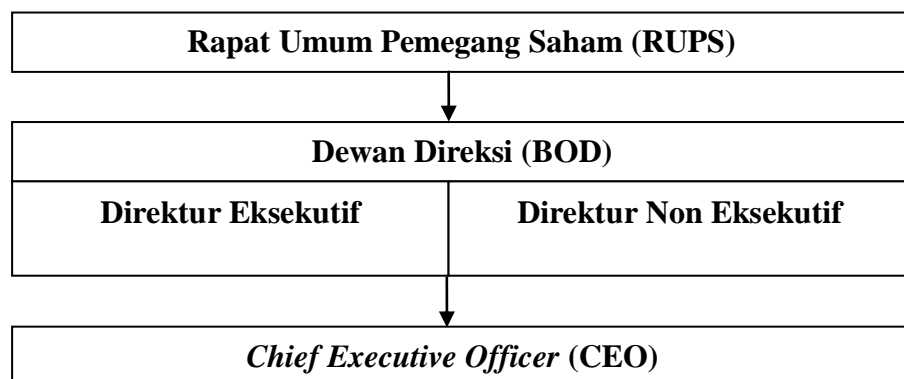 Rapat Umum Pemegang Saham (RUPS)
Dewan Direksi (BOD)
Direktur Eksekutif
Direktur Non Eksekutif
Chief Executive Officer (CEO)